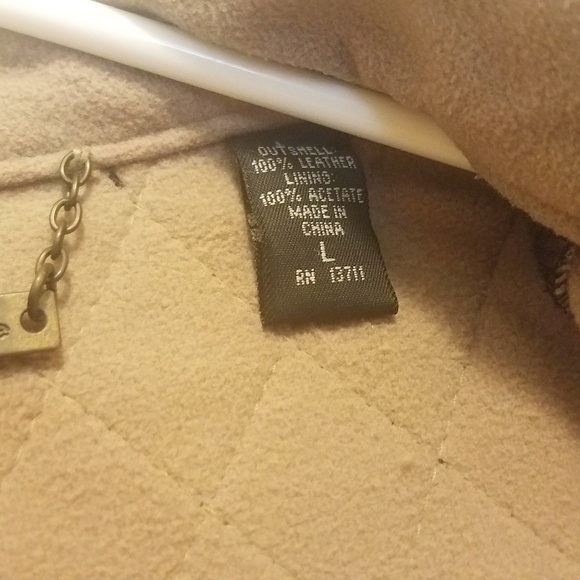 OUTSHELL:
100% LEATHER
LINING:
100% ACETATE
MADE IN
CHINA
L
RN 13711